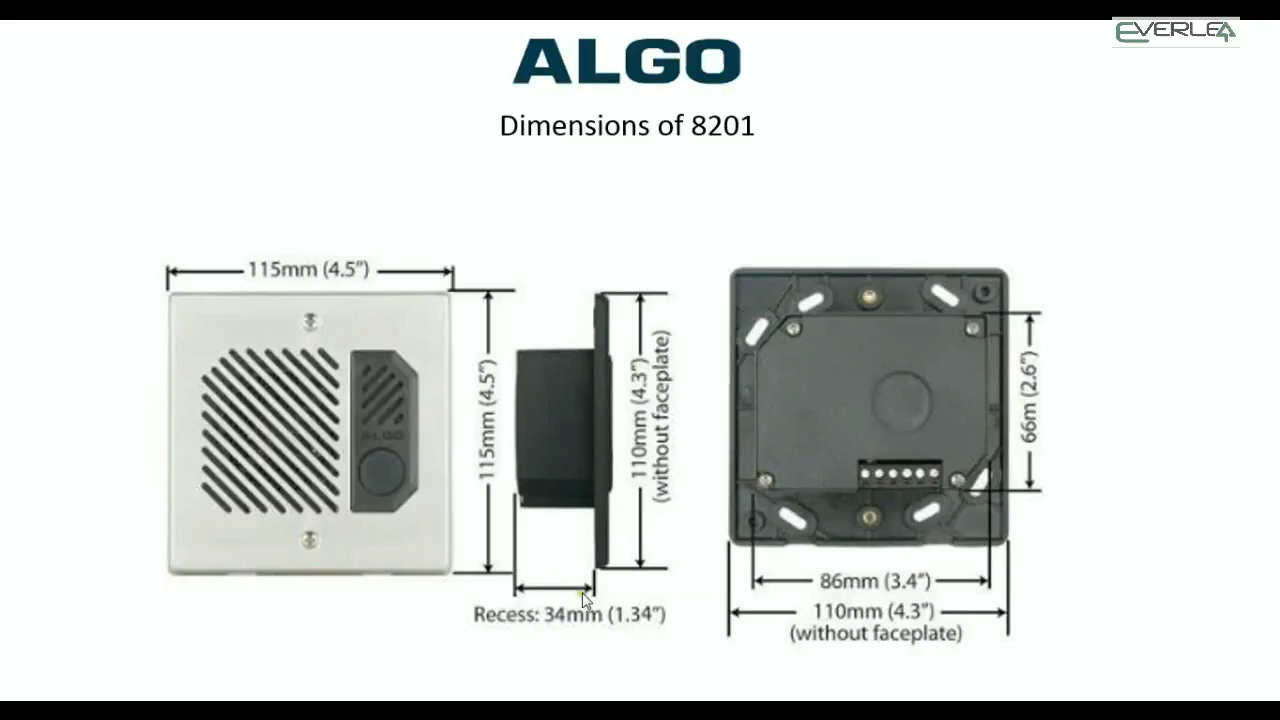 EVERLEA
ALGO
Dimensions of 8201
115mm (4.5”)
115mm (4.5”)
110mm (4.3”)
(without faceplate)
Recess: 34mm (1.34”)
ALGO
66m (2.6”)
86mm (3.4”)
110mm (4.3”)
(without faceplate)